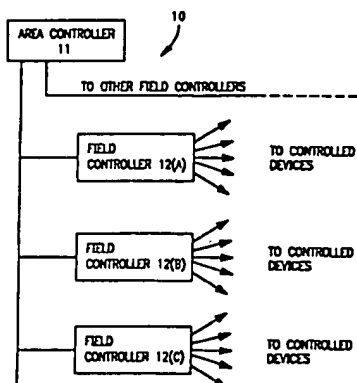 10
AREA CONTROLLER
11
TO OTHER FIELD CONTROLLERS
FIELD
CONTROLLER 12(A)
TO CONTROLLED
DEVICES
FIELD
CONTROLLER 12(B)
TO CONTROLLED
DEVICES
FIELD
CONTROLLER 12(C)
TO CONTROLLED
DEVICES